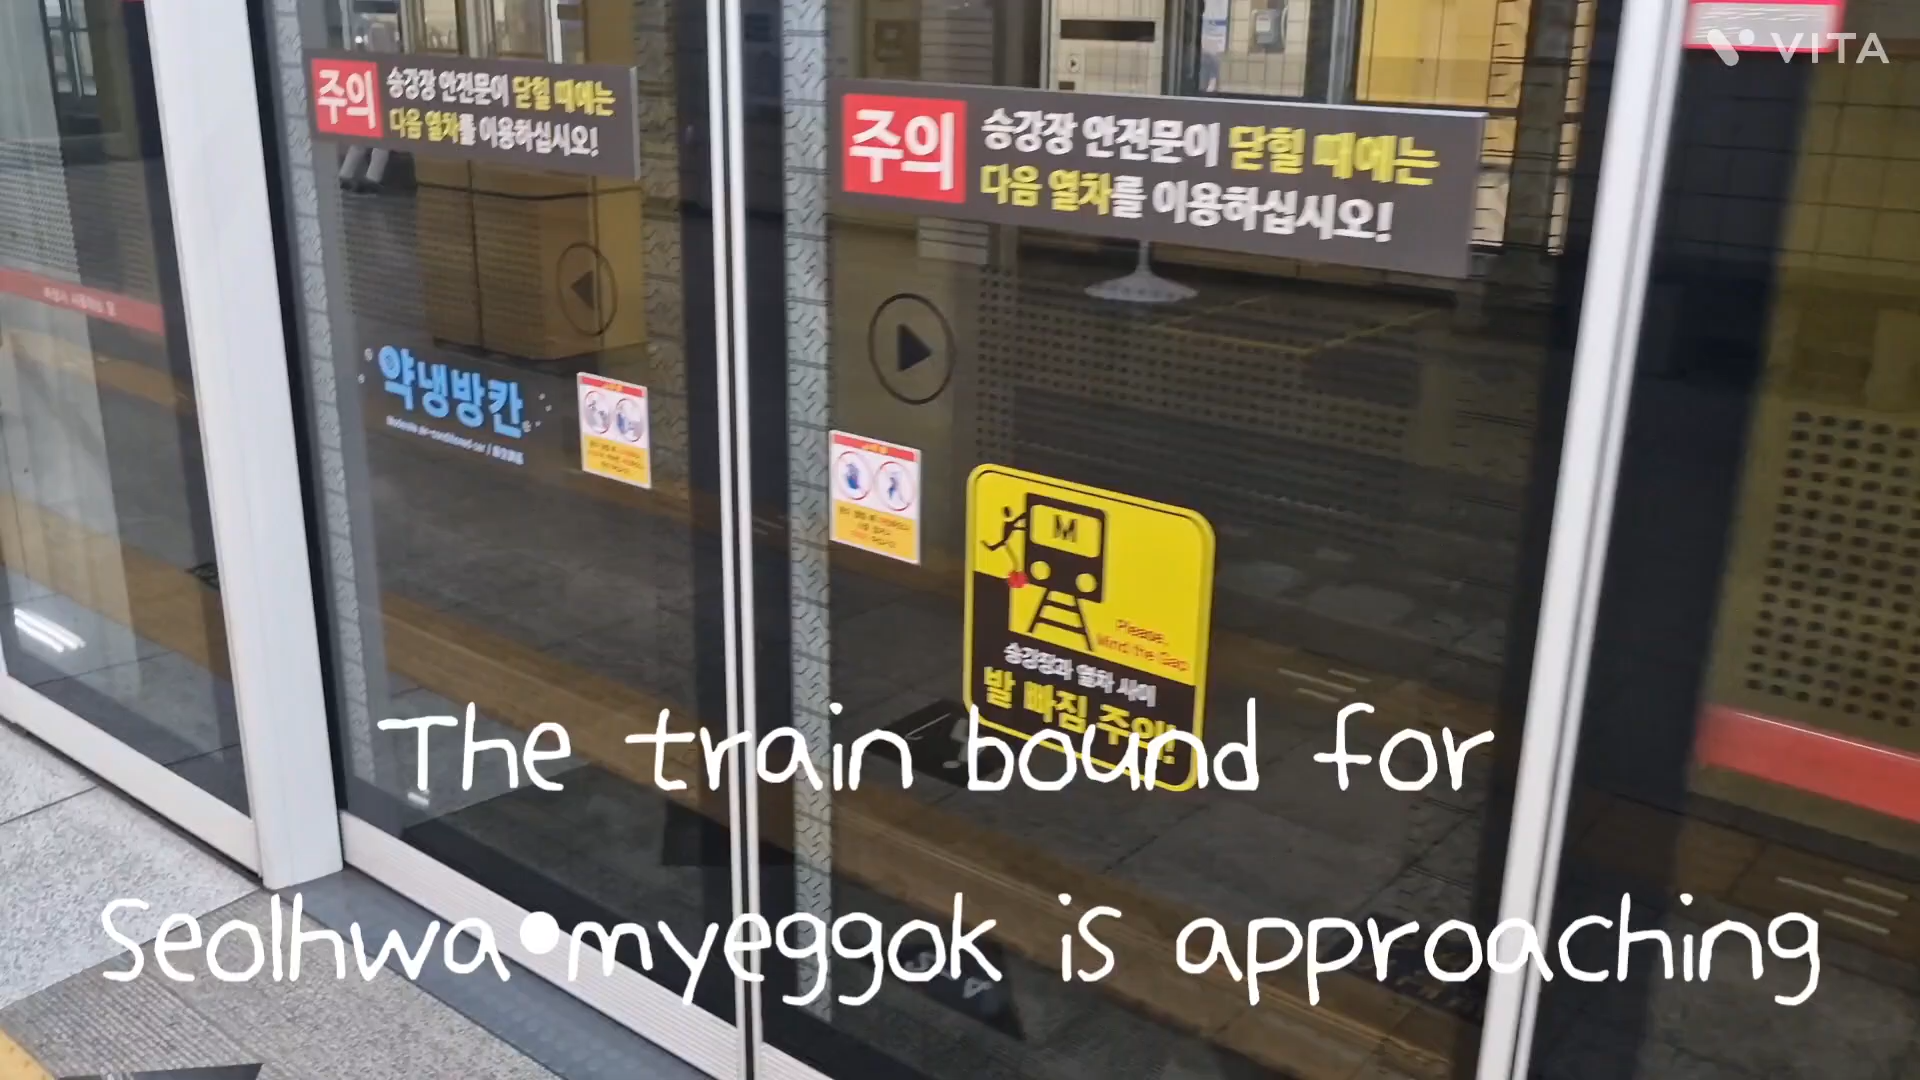 VITA
주의
승강장 안전문이 닫힐 때에는
다음 열차를 이용하십시오!
주의
승강장 안전문이 닫힐 때에는
다음 열차를 이용하십시오!
약냉방칸
M
Please,
Mind the Gap
승강장과 열차 사이
발 빠짐 주의!
The train bound for
Seolhwa•myeggok is approaching